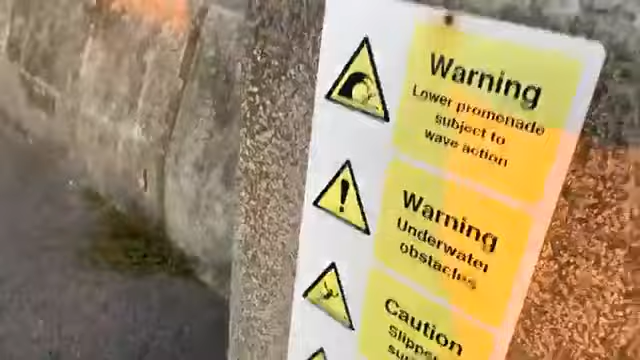 Warning
Lower promenade
subject to
wave action
Warning
Underwater
obstacles
Caution